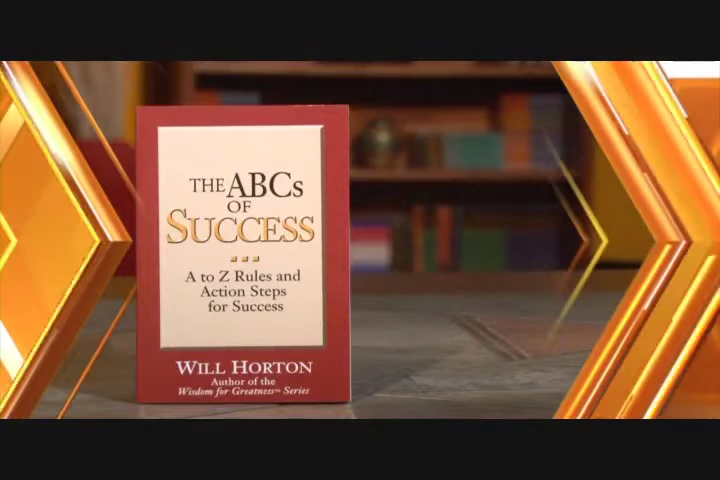 THE ABCs
OF
SUCCESS
A to Z Rules and
Action Steps
for Success
WILL HORTON
Author of the
Wisdom for Greatness™ Series